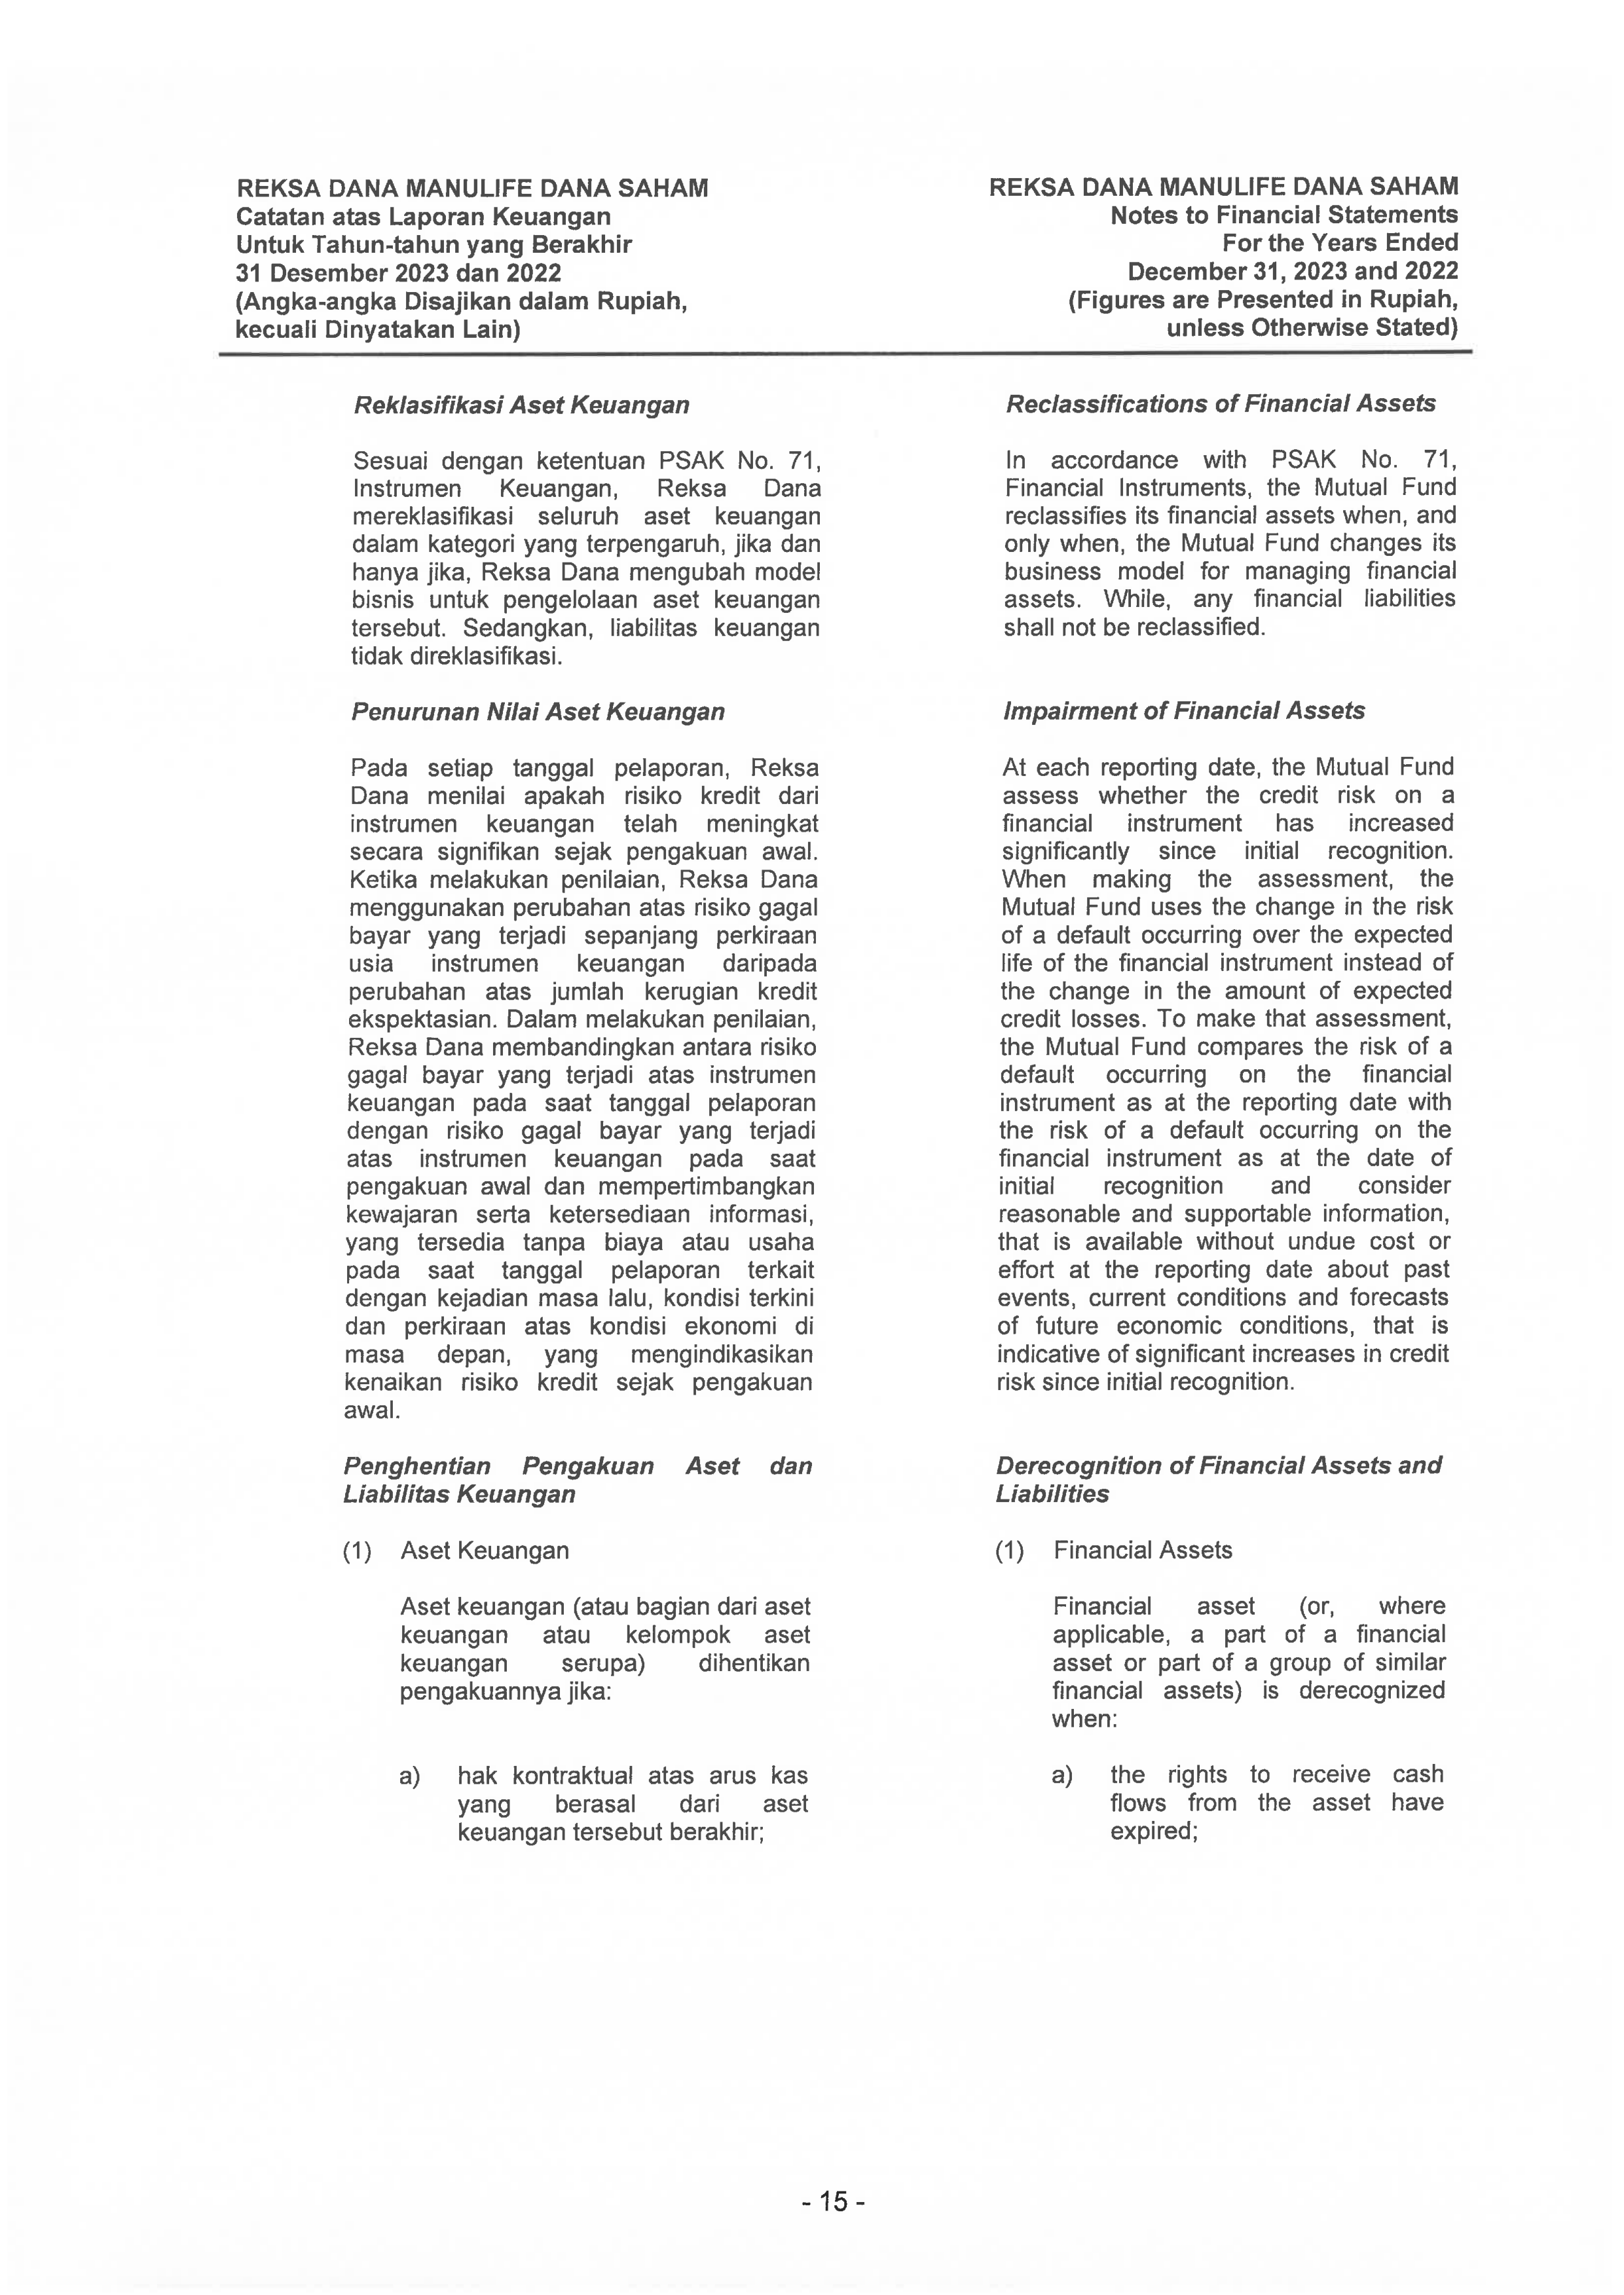 REKSA DANA MANULIFE DANA SAHAM
Catatan atas Laporan Keuangan
Untuk Tahun-tahun yang Berakhir
31 Desember 2023 dan 2022
(Angka-angka Disajikan dalam Rupiah,
kecuali Dinyatakan Lain)
REKSA DANA MANULIFE DANA SAHAM
Notes to Financial Statements
For the Years Ended
December 31, 2023 and 2022
(Figures are Presented in Rupiah,
unless Otherwise Stated)
Reklasifikasi Aset Keuangan
Sesuai dengan ketentuan PSAK No. 71,
Instrumen Keuangan, Reksa Dana
mereklasifikasi seluruh aset keuangan
dalam kategori yang terpengaruh, jika dan
hanya jika, Reksa Dana mengubah model
bisnis untuk pengelolaan aset keuangan
tersebut. Sedangkan, liabilitas keuangan
tidak direklasifikasi.
Penurunan Nilai Aset Keuangan
Pada setiap tanggal pelaporan, Reksa
Dana menilai apakah risiko kredit dari
instrumen keuangan telah meningkat
secara signifikan sejak pengakuan awal.
Ketika melakukan penilaian, Reksa Dana
menggunakan perubahan atas risiko gagal
bayar yang terjadi sepanjang perkiraan
usia instrumen keuangan daripada
perubahan atas jumlah kerugian kredit
ekspektasian. Dalam melakukan penilaian,
Reksa Dana membandingkan antara risiko
gagal bayar yang terjadi atas instrumen
keuangan pada saat tanggal pelaporan
dengan risiko gagal bayar yang terjadi
atas instrumen keuangan pada saat
pengakuan awal dan mempertimbangkan
kewajaran serta ketersediaan informasi,
yang tersedia tanpa biaya atau usaha
pada saat tanggal pelaporan terkait
dengan kejadian masa lalu, kondisi terkini
dan perkiraan atas kondisi ekonomi di
masa depan, yang mengindikasikan
kenaikan risiko kredit sejak pengakuan
awal.
Penghentian Pengakuan Aset dan
Liabilitas Keuangan
(1) Aset Keuangan
Aset keuangan (atau bagian dari aset
keuangan atau kelompok aset
keuangan serupa) dihentikan
pengakuannya jika:
a) hak kontraktual atas arus kas
yang berasal dari aset
keuangan tersebut berakhir;
Reclassifications of Financial Assets
In accordance with PSAK No. 71,
Financial Instruments, the Mutual Fund
reclassifies its financial assets when, and
only when, the Mutual Fund changes its
business model for managing financial
assets. While, any financial liabilities
shall not be reclassified.
Impairment of Financial Assets
At each reporting date, the Mutual Fund
assess whether the credit risk on a
financial instrument has increased
significantly since initial recognition.
When making the assessment, the
Mutual Fund uses the change in the risk
of a default occurring over the expected
life of the financial instrument instead of
the change in the amount of expected
credit losses. To make that assessment,
the Mutual Fund compares the risk of a
default occurring on the financial
instrument as at the reporting date with
the risk of a default occurring on the
financial instrument as at the date of
initial recognition and consider
reasonable and supportable information,
that is available without undue cost or
effort at the reporting date about past
events, current conditions and forecasts
of future economic conditions, that is
indicative of significant increases in credit
risk since initial recognition.
Derecognition of Financial Assets and
Liabilities
(1) Financial Assets
Financial asset (or, where
applicable, a part of a financial
asset or part of a group of similar
financial assets) is derecognized
when:
a) the rights to receive cash
flows from the asset have
expired;
- 15 -